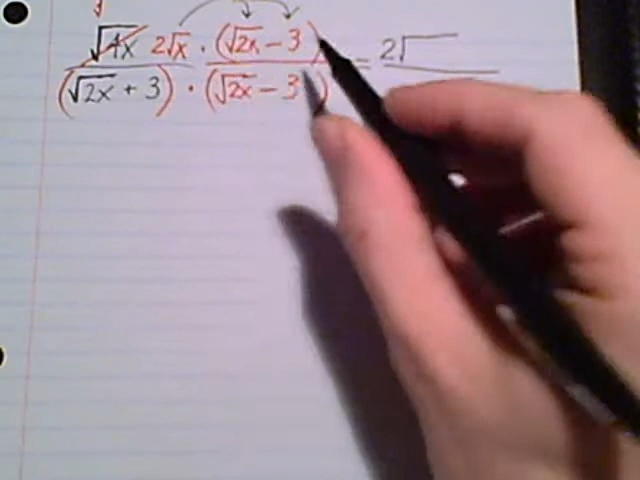 √4x 2√x · (√2x − 3) = 2√
(√2x + 3) · (√2x − 3)